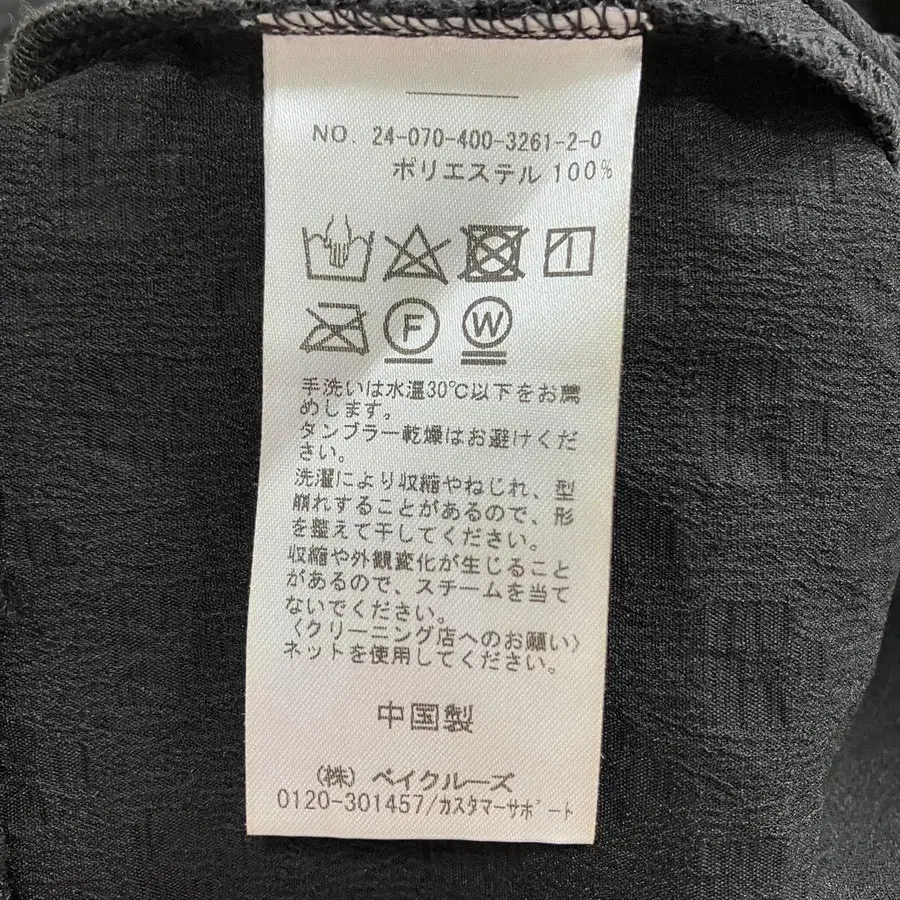 NO. 24-070-400-3261-2-0
ポリエステル 100%
F
W
手洗いは水温30℃以下をお薦
めします。
タンブラー乾燥はお避けくだ
さい。
洗濯により収縮やねじれ、型
崩れすることがあるので、形
を整えて干してください。
収縮や外観変化が生じること
があるので、スチームを当て
ないでください。
〈クリーニング店へのお願い〉
ネットを使用してください。
中国製
(株) ベイクルーズ
0120-301457/カスタマーサポート